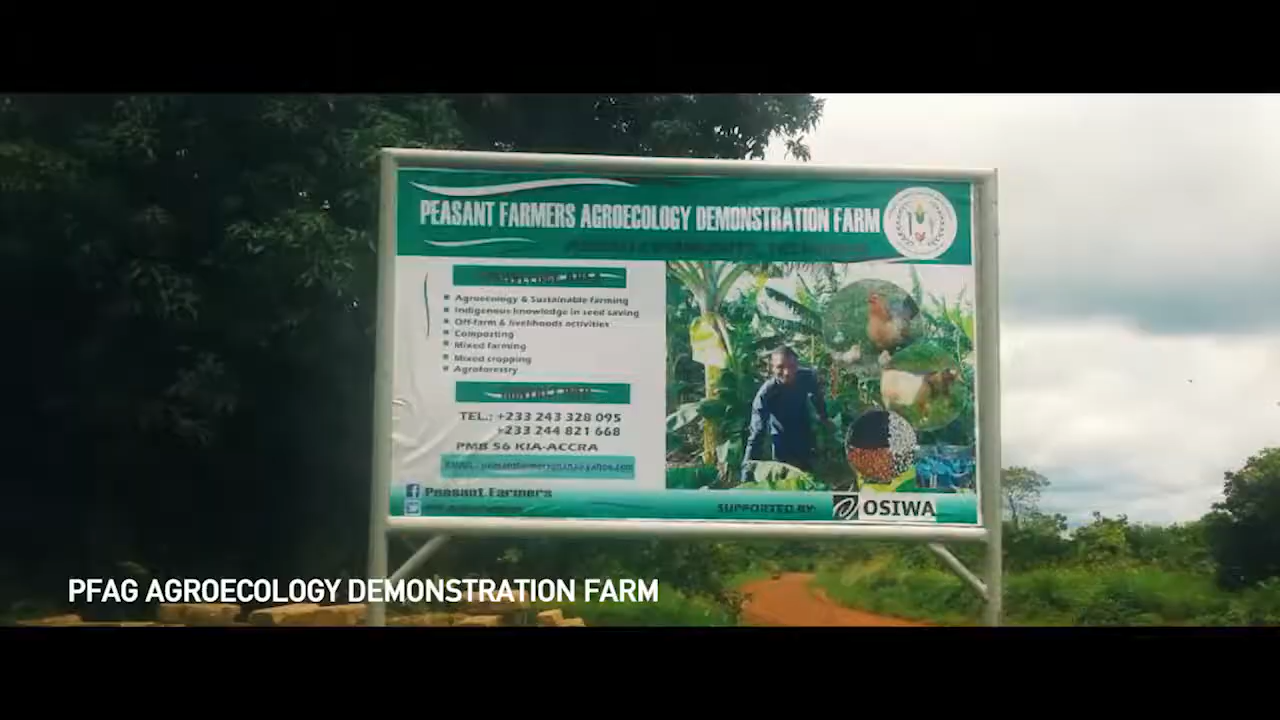 PEASANT FARMERS AGROECOLOGY DEMONSTRATION FARM
Agroecology & Sustainable farming
Indigenous knowledge in seed saving
Off-farm & livelihoods activities
Composting
Mixed farming
Mixed cropping
Agroforestry
TEL.: +233 243 328 095
+233 244 821 668
PMB 56 KIA-ACCRA
Peasant Farmers
SUPPORTED BY:
OSIWA
PFAG AGROECOLOGY DEMONSTRATION FARM